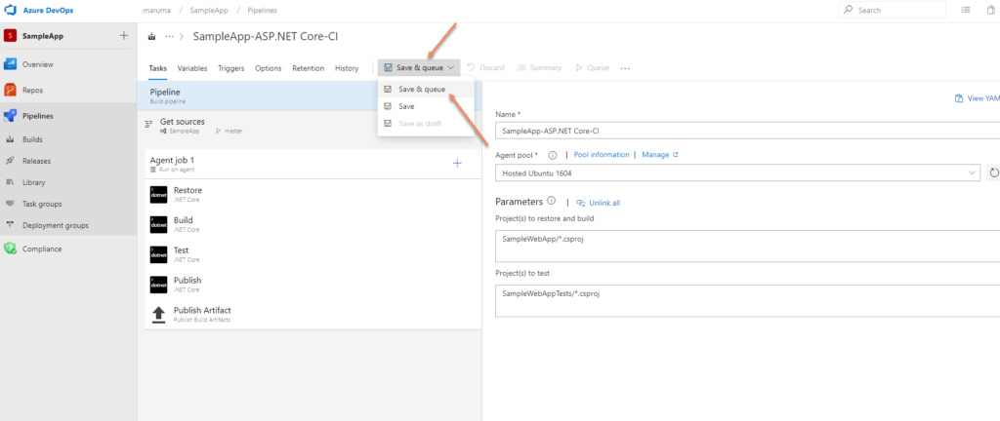 Azure DevOps
maruma / SampleApp / Pipelines
Search
S SampleApp
SampleApp-ASP.NET Core-CI
Overview
Repos
Pipelines
Builds
Releases
Library
Task groups
Deployment groups
Compliance
Tasks Variables Triggers Options Retention History Save & queue Discard Summary Queue
Save & queue
Save
Save as draft
Pipeline
Build pipeline
Get sources
SampleApp master
Agent job 1
Run on agent
dotnet
Restore
.NET Core
dotnet
Build
.NET Core
dotnet
Test
.NET Core
dotnet
Publish
.NET Core
Publish Artifact
Publish Build Artifacts
View YAM
Name *
SampleApp-ASP.NET Core-CI
Agent pool * | Pool information | Manage
Hosted Ubuntu 1604
Parameters | Unlink all
Project(s) to restore and build
SampleWebApp/*.csproj
Project(s) to test
SampleWebAppTests/*.csproj